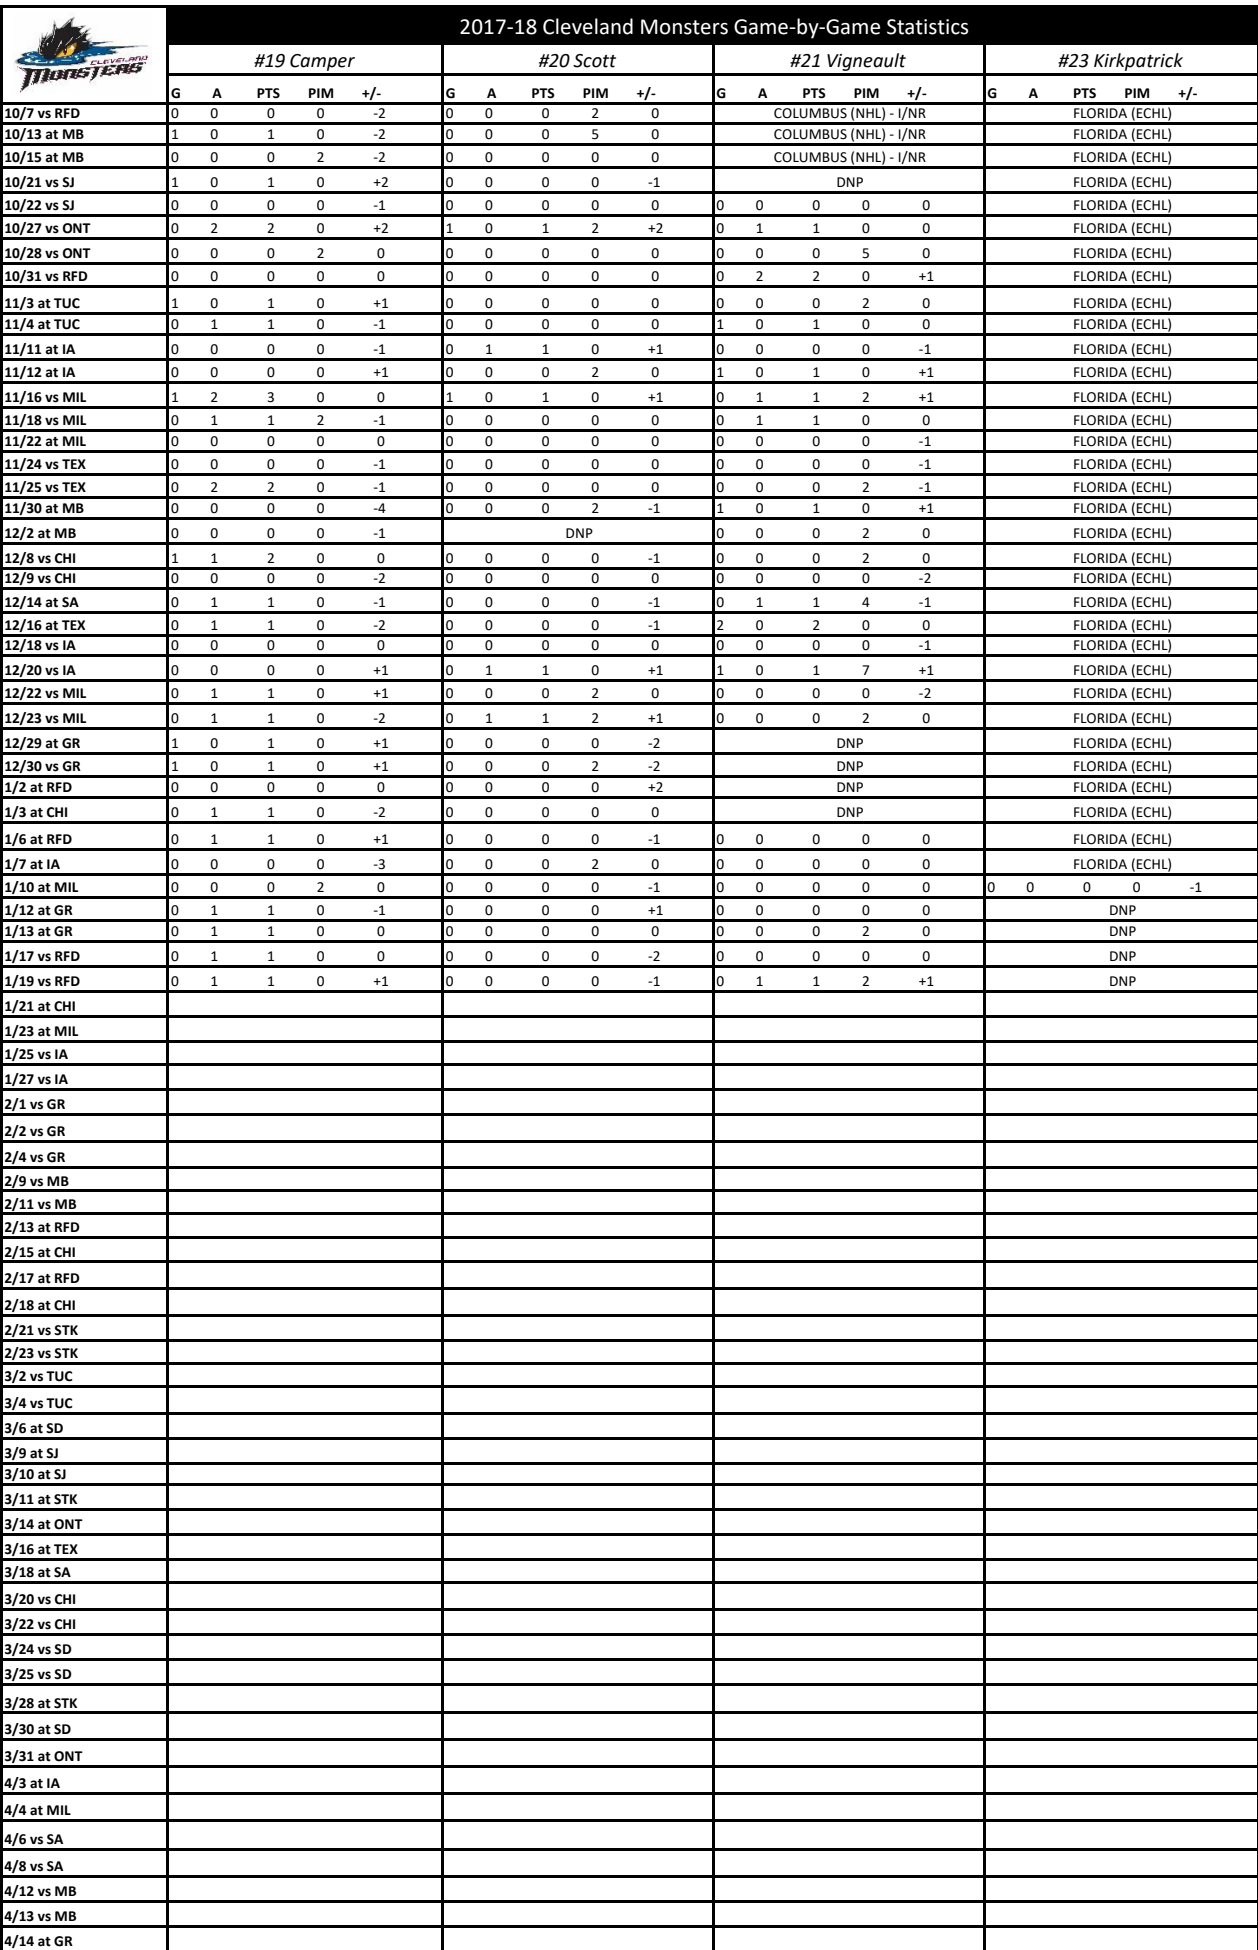 2017-18 Cleveland Monsters Game-by-Game Statistics
CLEVELAND
MONSTERS
#19 Camper #20 Scott #21 Vigneault #23 Kirkpatrick
G A PTS PIM +/- G A PTS PIM +/- G A PTS PIM +/- G A PTS PIM +/-
10/7 vs RFD 0 0 0 0 -2 0 0 0 2 0 COLUMBUS (NHL) - I/NR FLORIDA (ECHL)
10/13 at MB 1 0 1 0 -2 0 0 0 5 0 COLUMBUS (NHL) - I/NR FLORIDA (ECHL)
10/15 at MB 0 0 0 2 -2 0 0 0 0 0 COLUMBUS (NHL) - I/NR FLORIDA (ECHL)
10/21 vs SJ 1 0 1 0 +2 0 0 0 0 -1 DNP FLORIDA (ECHL)
10/22 vs SJ 0 0 0 0 -1 0 0 0 0 0 0 0 0 0 0 FLORIDA (ECHL)
10/27 vs ONT 0 2 2 0 +2 1 0 1 2 +2 0 1 1 0 0 FLORIDA (ECHL)
10/28 vs ONT 0 0 0 2 0 0 0 0 0 0 0 0 0 5 0 FLORIDA (ECHL)
10/31 vs RFD 0 0 0 0 0 0 0 0 0 0 0 2 2 0 +1 FLORIDA (ECHL)
11/3 at TUC 1 0 1 0 +1 0 0 0 0 0 0 0 0 2 0 FLORIDA (ECHL)
11/4 at TUC 0 1 1 0 -1 0 0 0 0 0 1 0 1 0 0 FLORIDA (ECHL)
11/11 at IA 0 0 0 0 -1 0 1 1 0 +1 0 0 0 0 -1 FLORIDA (ECHL)
11/12 at IA 0 0 0 0 +1 0 0 0 2 0 1 0 1 0 +1 FLORIDA (ECHL)
11/16 vs MIL 1 2 3 0 0 1 0 1 0 +1 0 1 1 2 +1 FLORIDA (ECHL)
11/18 vs MIL 0 1 1 2 -1 0 0 0 0 0 0 1 1 0 0 FLORIDA (ECHL)
11/22 at MIL 0 0 0 0 0 0 0 0 0 0 0 0 0 0 -1 FLORIDA (ECHL)
11/24 vs TEX 0 0 0 0 -1 0 0 0 0 0 0 0 0 0 -1 FLORIDA (ECHL)
11/25 vs TEX 0 2 2 0 -1 0 0 0 0 0 0 0 0 2 -1 FLORIDA (ECHL)
11/30 at MB 0 0 0 0 -4 0 0 0 2 -1 1 0 1 0 +1 FLORIDA (ECHL)
12/2 at MB 0 0 0 0 -1 DNP 0 0 0 2 0 FLORIDA (ECHL)
12/8 vs CHI 1 1 2 0 0 0 0 0 0 -1 0 0 0 2 0 FLORIDA (ECHL)
12/9 vs CHI 0 0 0 0 -2 0 0 0 0 0 0 0 0 0 -2 FLORIDA (ECHL)
12/14 at SA 0 1 1 0 -1 0 0 0 0 -1 0 1 1 4 -1 FLORIDA (ECHL)
12/16 at TEX 0 1 1 0 -2 0 0 0 0 -1 2 0 2 0 0 FLORIDA (ECHL)
12/18 vs IA 0 0 0 0 0 0 0 0 0 0 0 0 0 0 -1 FLORIDA (ECHL)
12/20 vs IA 0 0 0 0 +1 0 1 1 0 +1 1 0 1 7 +1 FLORIDA (ECHL)
12/22 vs MIL 0 1 1 0 +1 0 0 0 2 0 0 0 0 0 -2 FLORIDA (ECHL)
12/23 vs MIL 0 1 1 0 -2 0 1 1 2 +1 0 0 0 2 0 FLORIDA (ECHL)
12/29 at GR 1 0 1 0 +1 0 0 0 0 -2 DNP FLORIDA (ECHL)
12/30 vs GR 1 0 1 0 +1 0 0 0 2 -2 DNP FLORIDA (ECHL)
1/2 at RFD 0 0 0 0 0 0 0 0 0 +2 DNP FLORIDA (ECHL)
1/3 at CHI 0 1 1 0 -2 0 0 0 0 0 DNP FLORIDA (ECHL)
1/6 at RFD 0 1 1 0 +1 0 0 0 0 -1 0 0 0 0 0 FLORIDA (ECHL)
1/7 at IA 0 0 0 0 -3 0 0 0 2 0 0 0 0 0 0 FLORIDA (ECHL)
1/10 at MIL 0 0 0 2 0 0 0 0 0 -1 0 0 0 0 0 0 0 0 0 -1
1/12 at GR 0 1 1 0 -1 0 0 0 0 +1 0 0 0 0 0 DNP
1/13 at GR 0 1 1 0 0 0 0 0 0 0 0 0 0 2 0 DNP
1/17 vs RFD 0 1 1 0 0 0 0 0 0 -2 0 0 0 0 0 DNP
1/19 vs RFD 0 1 1 0 +1 0 0 0 0 -1 0 1 1 2 +1 DNP
1/21 at CHI
1/23 at MIL
1/25 vs IA
1/27 vs IA
2/1 vs GR
2/2 vs GR
2/4 vs GR
2/9 vs MB
2/11 vs MB
2/13 at RFD
2/15 at CHI
2/17 at RFD
2/18 at CHI
2/21 vs STK
2/23 vs STK
3/2 vs TUC
3/4 vs TUC
3/6 at SD
3/9 at SJ
3/10 at SJ
3/11 at STK
3/14 at ONT
3/16 at TEX
3/18 at SA
3/20 vs CHI
3/22 vs CHI
3/24 vs SD
3/25 vs SD
3/28 at STK
3/30 at SD
3/31 at ONT
4/3 at IA
4/4 at MIL
4/6 vs SA
4/8 vs SA
4/12 vs MB
4/13 vs MB
4/14 at GR